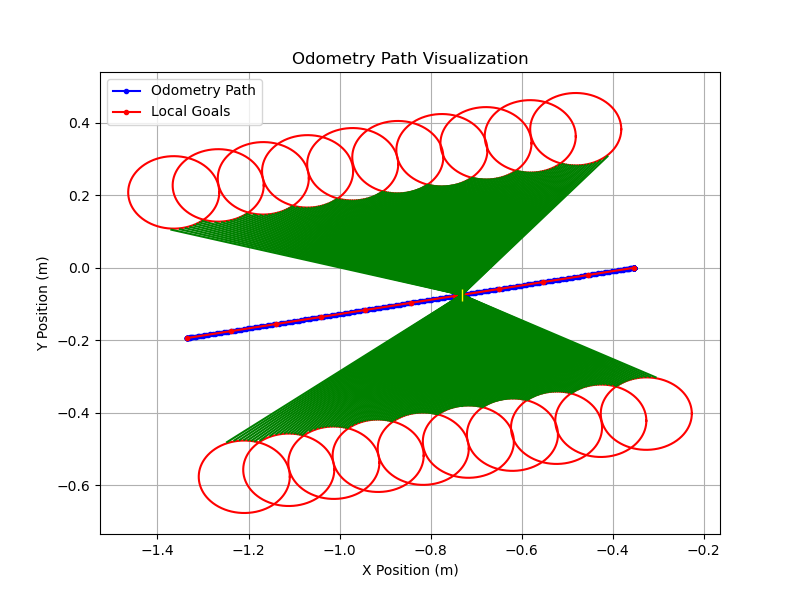 Odometry Path Visualization
Odometry Path
Local Goals
Y Position (m)
0.4
0.2
0.0
−0.2
−0.4
−0.6
−1.4 −1.2 −1.0 −0.8 −0.6 −0.4 −0.2
X Position (m)